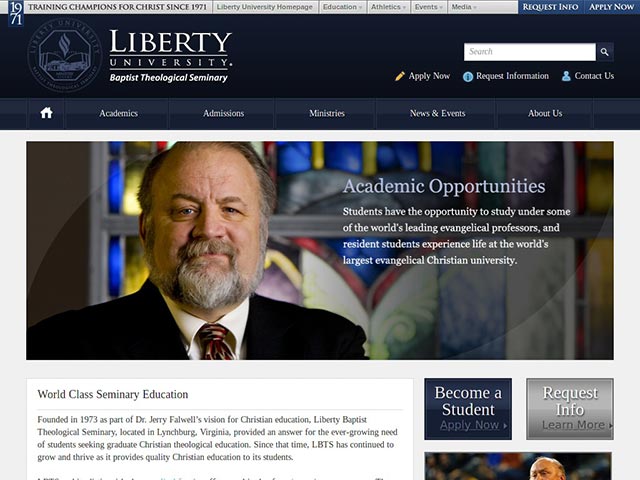 1971
TRAINING CHAMPIONS FOR CHRIST SINCE 1971
Liberty University Homepage Education Athletics Events Media
REQUEST INFO APPLY NOW
LIBERTY
UNIVERSITY
Baptist Theological Seminary
Search
Apply Now Request Information Contact Us
Academics Admissions Ministries News & Events About Us
Academic Opportunities
Students have the opportunity to study under some
of the world's leading evangelical professors, and
resident students experience life at the world's
largest evangelical Christian university.
World Class Seminary Education
Founded in 1973 as part of Dr. Jerry Falwell's vision for Christian education, Liberty Baptist
Theological Seminary, located in Lynchburg, Virginia, provided an answer for the ever-growing need
of students seeking graduate Christian theological education. Since that time, LBTS has continued to
grow and thrive as it provides quality Christian education to its students.
Become a
Student
Apply Now
Request
Info
Learn More